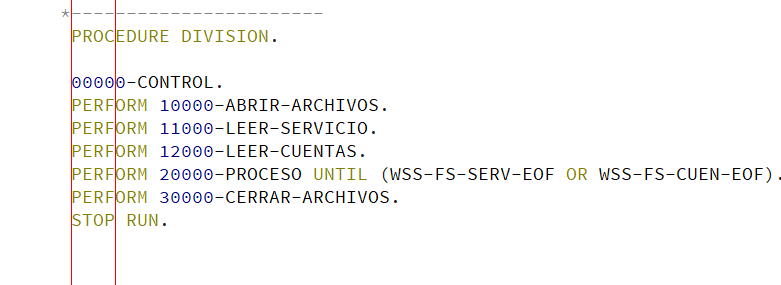 *-----------------------
PROCEDURE DIVISION.
00000-CONTROL.
PERFORM 10000-ABRIR-ARCHIVOS.
PERFORM 11000-LEER-SERVICIO.
PERFORM 12000-LEER-CUENTAS.
PERFORM 20000-PROCESO UNTIL (WSS-FS-SERV-EOF OR WSS-FS-CUEN-EOF).
PERFORM 30000-CERRAR-ARCHIVOS.
STOP RUN.